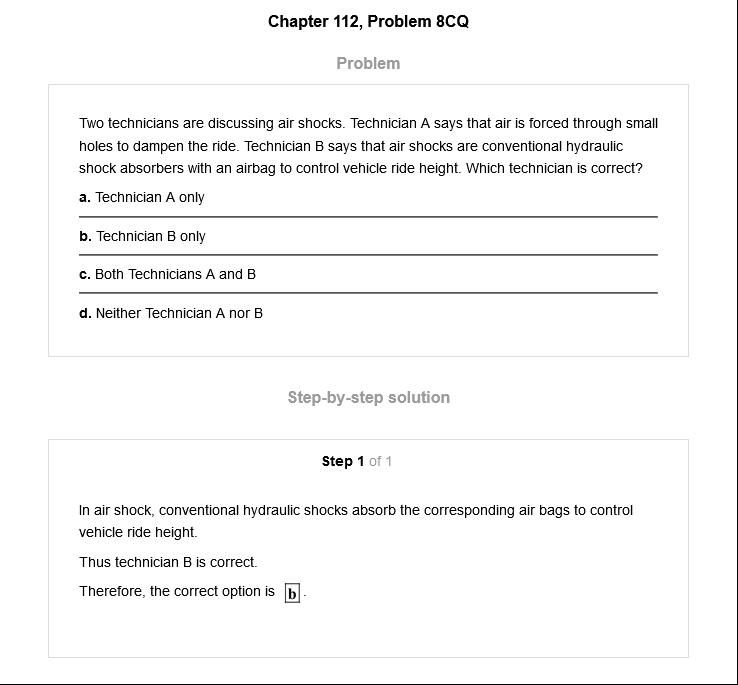 Chapter 112, Problem 8CQ
Problem
Two technicians are discussing air shocks. Technician A says that air is forced through small
holes to dampen the ride. Technician B says that air shocks are conventional hydraulic
shock absorbers with an airbag to control vehicle ride height. Which technician is correct?
a. Technician A only
b. Technician B only
c. Both Technicians A and B
d. Neither Technician A nor B
Step-by-step solution
Step 1 of 1
In air shock, conventional hydraulic shocks absorb the corresponding air bags to control
vehicle ride height.
Thus technician B is correct.
Therefore, the correct option is b.